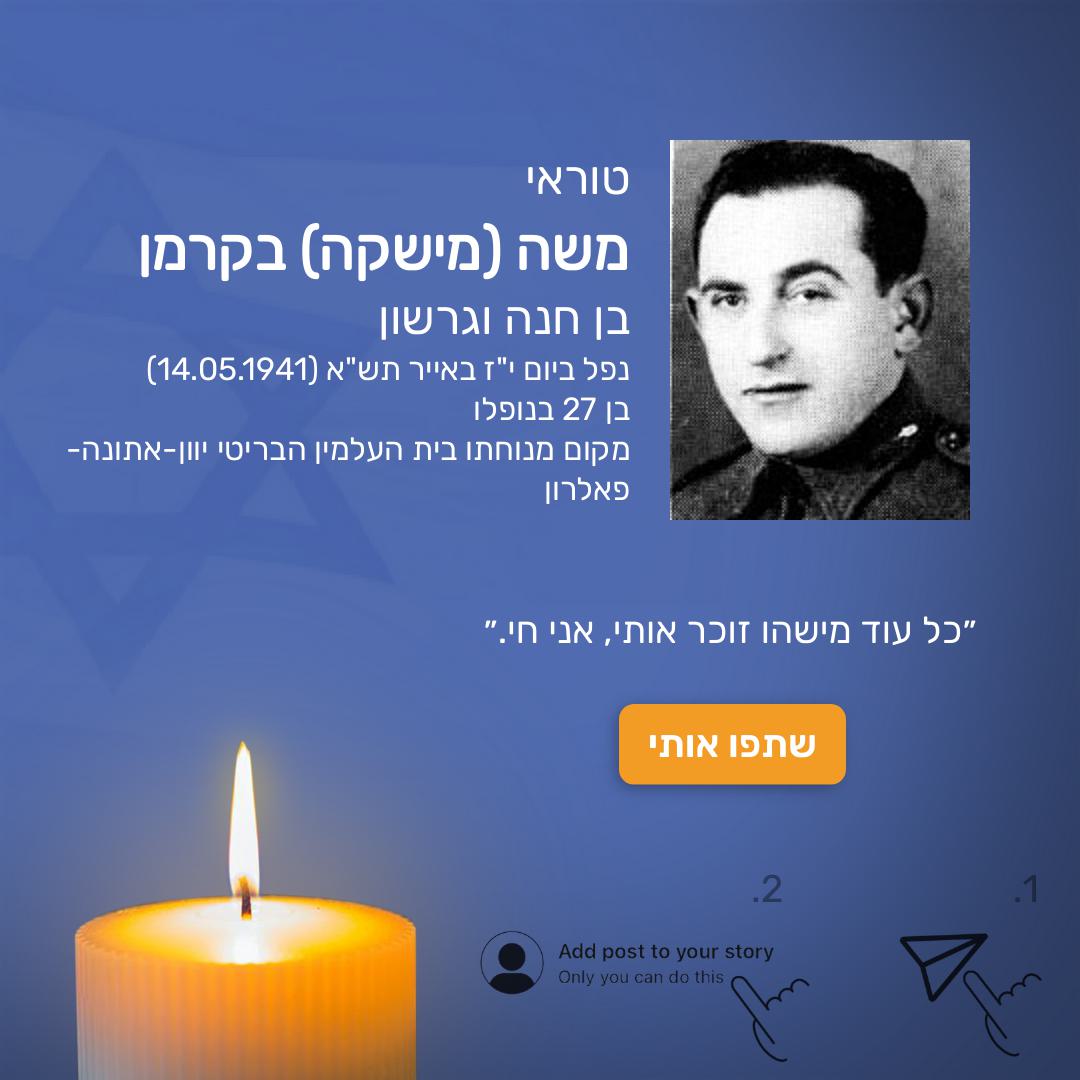 טוראי
משה (מישקה) בקרמן
בן חנה וגרשון
נפל ביום י"ז באייר תש"א (14.05.1941)
בן 27 בנופלו
מקום מנוחתו בית העלמין הבריטי יוון-אתונה-
פאלרון
״כל עוד מישהו זוכר אותי, אני חי.״
שתפו אותי
1.
2.
Add post to your story
Only you can do this